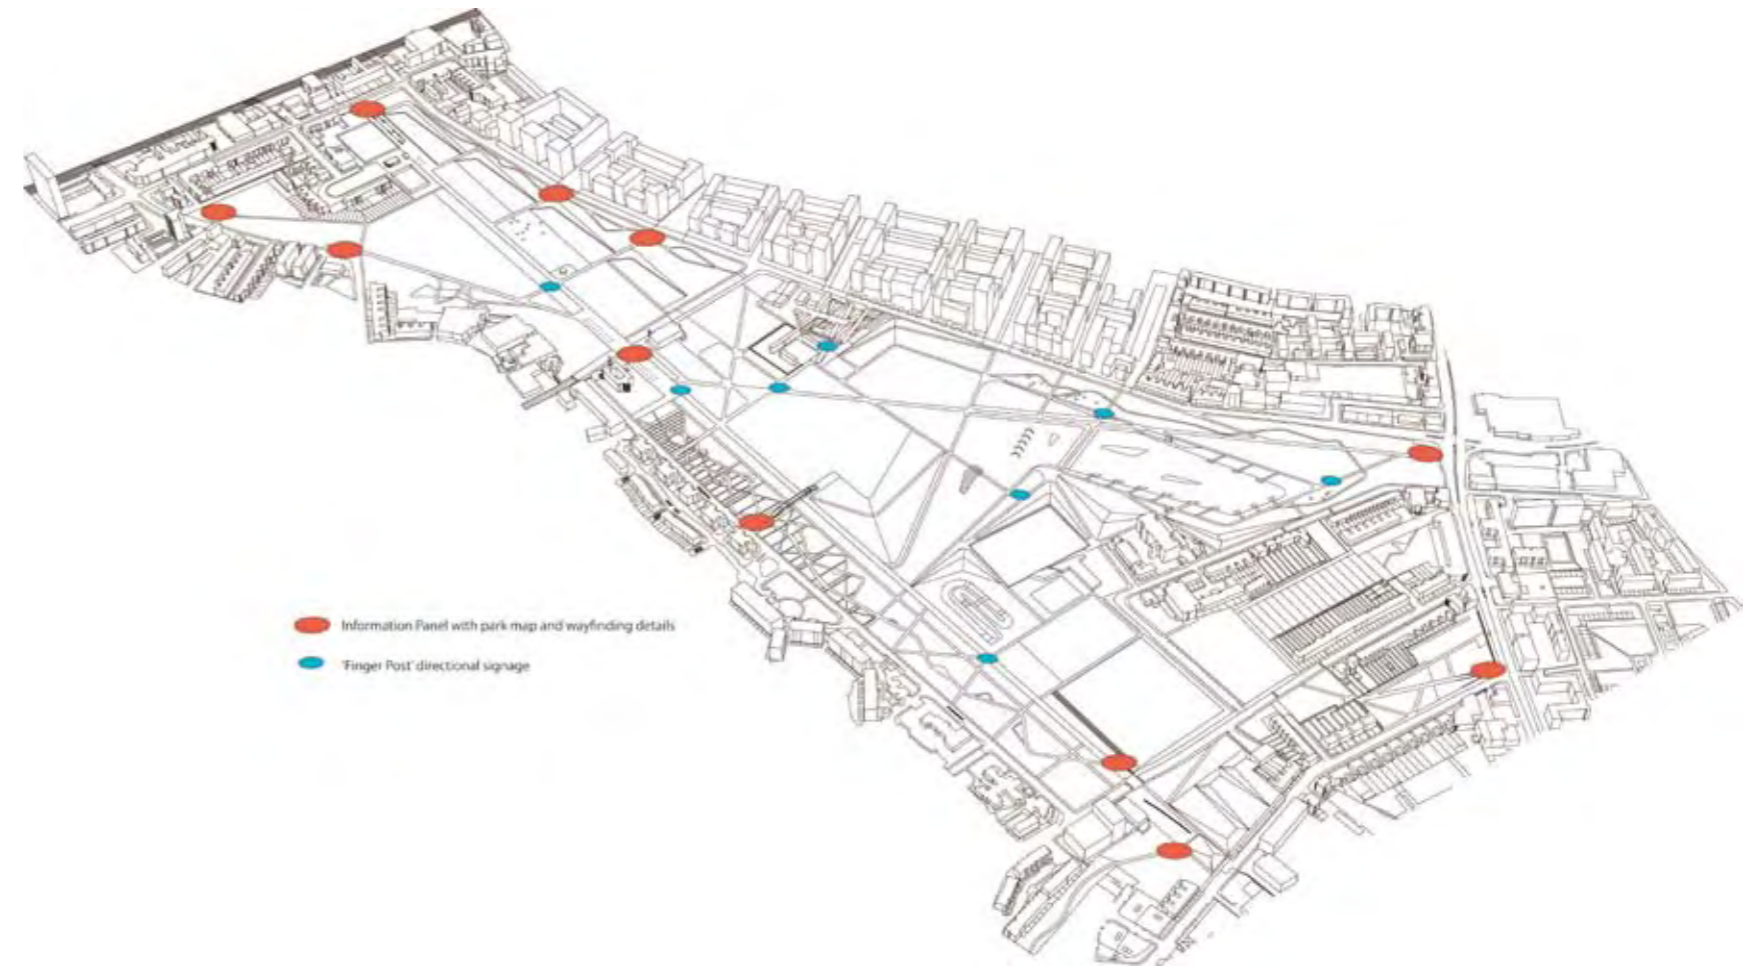 Information Panel with park map and wayfinding details
'Finger Post' directional signage